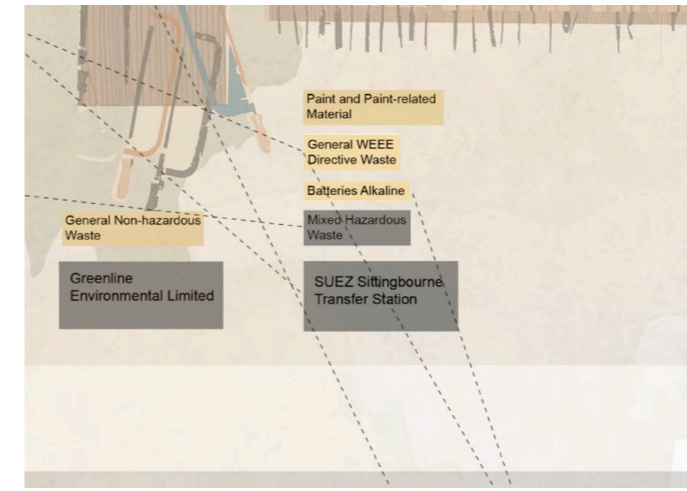 Paint and Paint-related
Material
General WEEE
Directive Waste
Batteries Alkaline
General Non-hazardous
Waste
Mixed Hazardous
Waste
Greenline
Environmental Limited
SUEZ Sittingbourne
Transfer Station